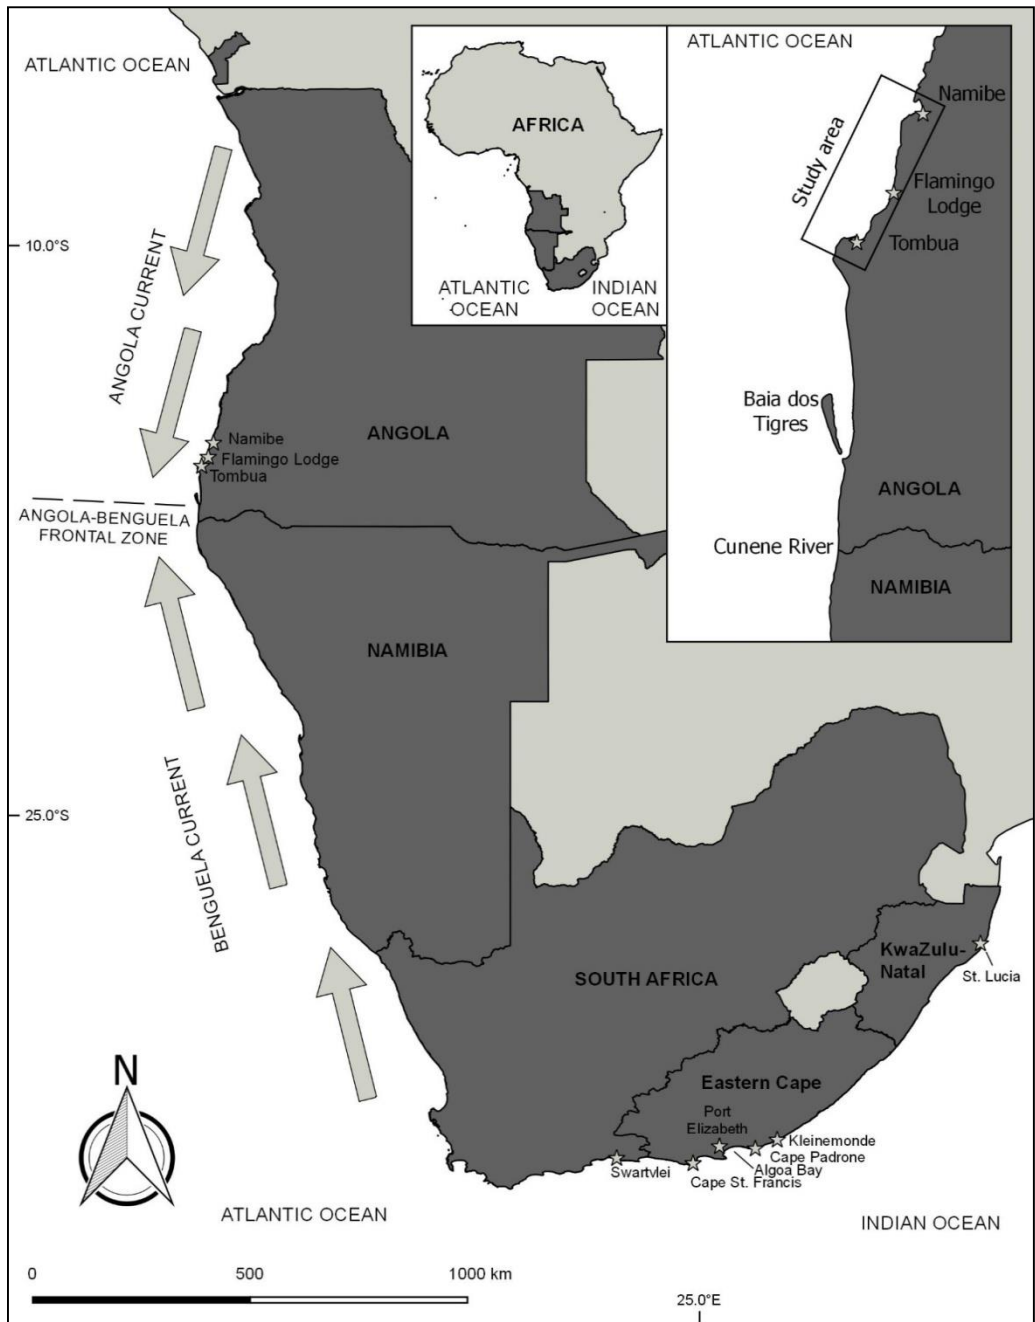 ATLANTIC OCEAN
10.0°S
ANGOLA CURRENT
ANGOLA
Namibe
Flamingo Lodge
Tombua
ANGOLA-BENGUELA
FRONTAL ZONE
NAMIBIA
25.0°S
BENGUELA CURRENT
SOUTH AFRICA
KwaZulu-
Natal
St. Lucia
Eastern Cape
Port
Elizabeth
Kleinemonde
Cape Padrone
Algoa Bay
Cape St. Francis
Swartvlei
N
ATLANTIC OCEAN
INDIAN OCEAN
0 500 1000 km
25.0°E
AFRICA
ATLANTIC
OCEAN
INDIAN
OCEAN
ATLANTIC OCEAN
Namibe
Study area
Flamingo
Lodge
Tombua
Baia dos
Tigres
ANGOLA
Cunene River
NAMIBIA